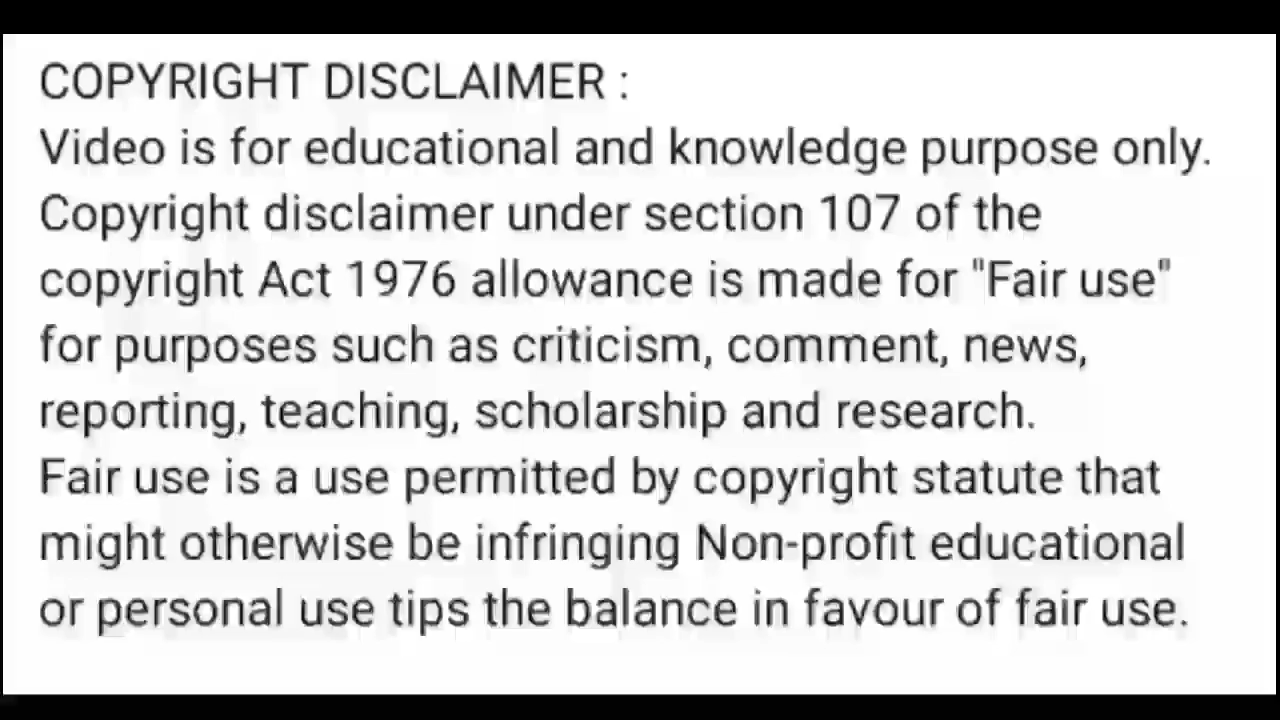 COPYRIGHT DISCLAIMER :
Video is for educational and knowledge purpose only.
Copyright disclaimer under section 107 of the
copyright Act 1976 allowance is made for "Fair use"
for purposes such as criticism, comment, news,
reporting, teaching, scholarship and research.
Fair use is a use permitted by copyright statute that
might otherwise be infringing Non-profit educational
or personal use tips the balance in favour of fair use.